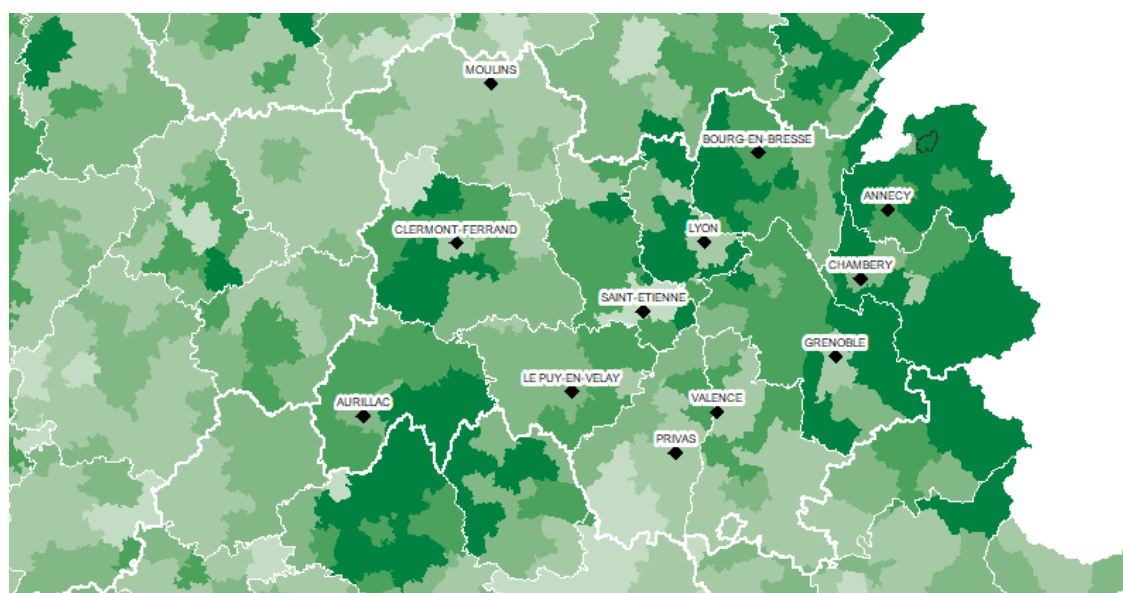 MOULINS
BOURG-EN-BRESSE
ANNECY
CLERMONT-FERRAND
LYON
CHAMBERY
SAINT-ETIENNE
GRENOBLE
LE PUY-EN-VELAY
AURILLAC
VALENCE
PRIVAS